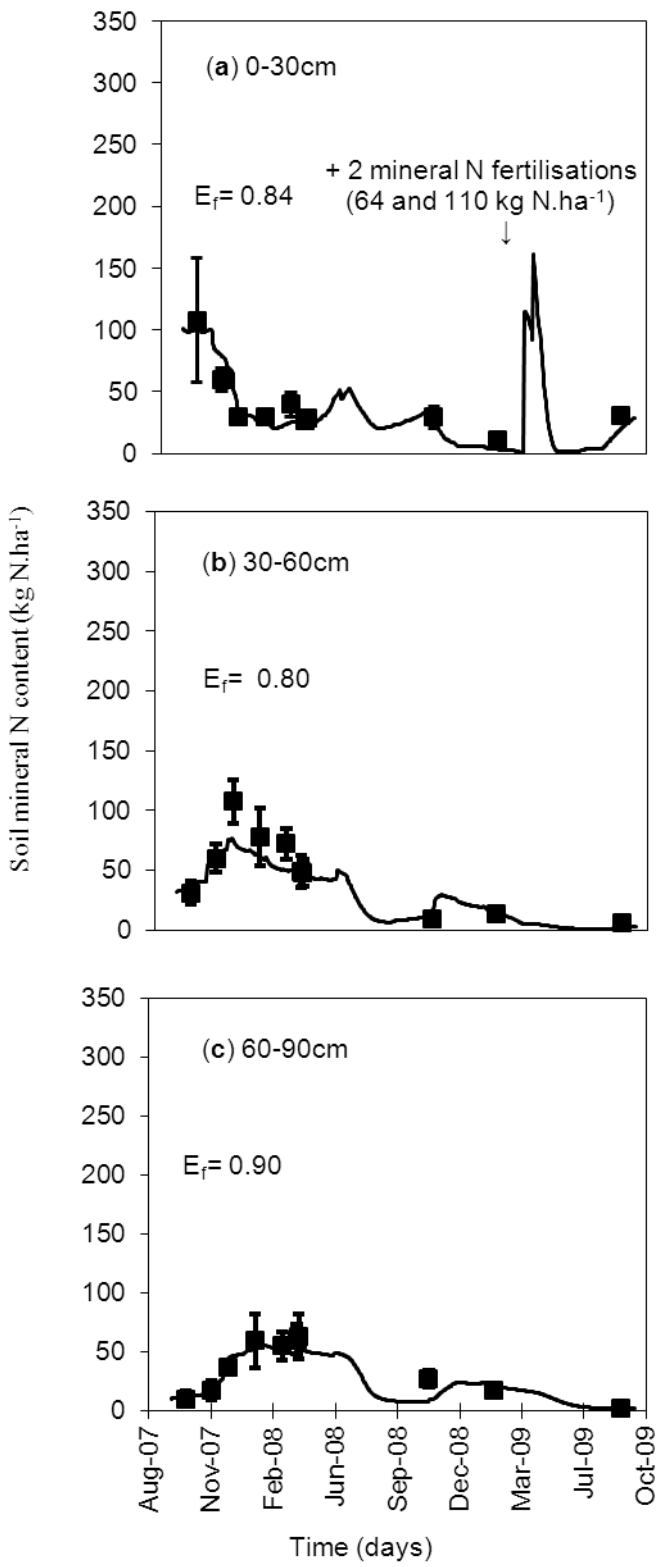 350
300
250
200
150
100
50
0
(a) 0-30cm
+ 2 mineral N fertilisations
(64 and 110 kg N.ha⁻¹)
↓
E_f= 0.84
350
300
250
200
150
100
50
0
(b) 30-60cm
E_f= 0.80
Soil mineral N content (kg N.ha⁻¹)
350
300
250
200
150
100
50
0
(c) 60-90cm
E_f= 0.90
Aug-07
Nov-07
Feb-08
Jun-08
Sep-08
Dec-08
Mar-09
Jul-09
Oct-09
Time (days)